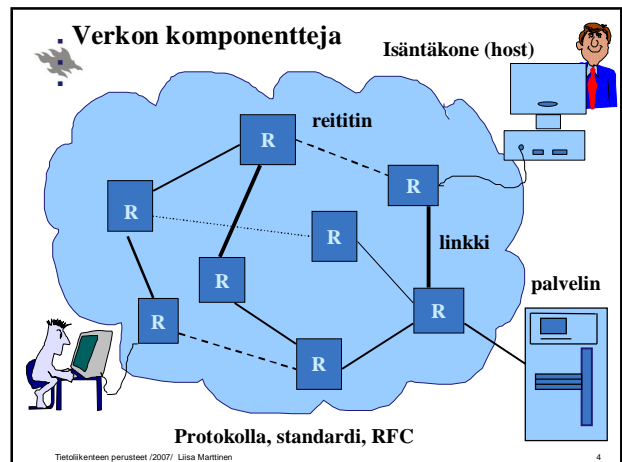 Verkon komponentteja
Isäntäkone (host)
reititin
R
R
R
R
linkki
R
palvelin
R
R
R
Protokolla, standardi, RFC
Tietoliikenteen perusteet /2007/ Liisa Marttinen
4